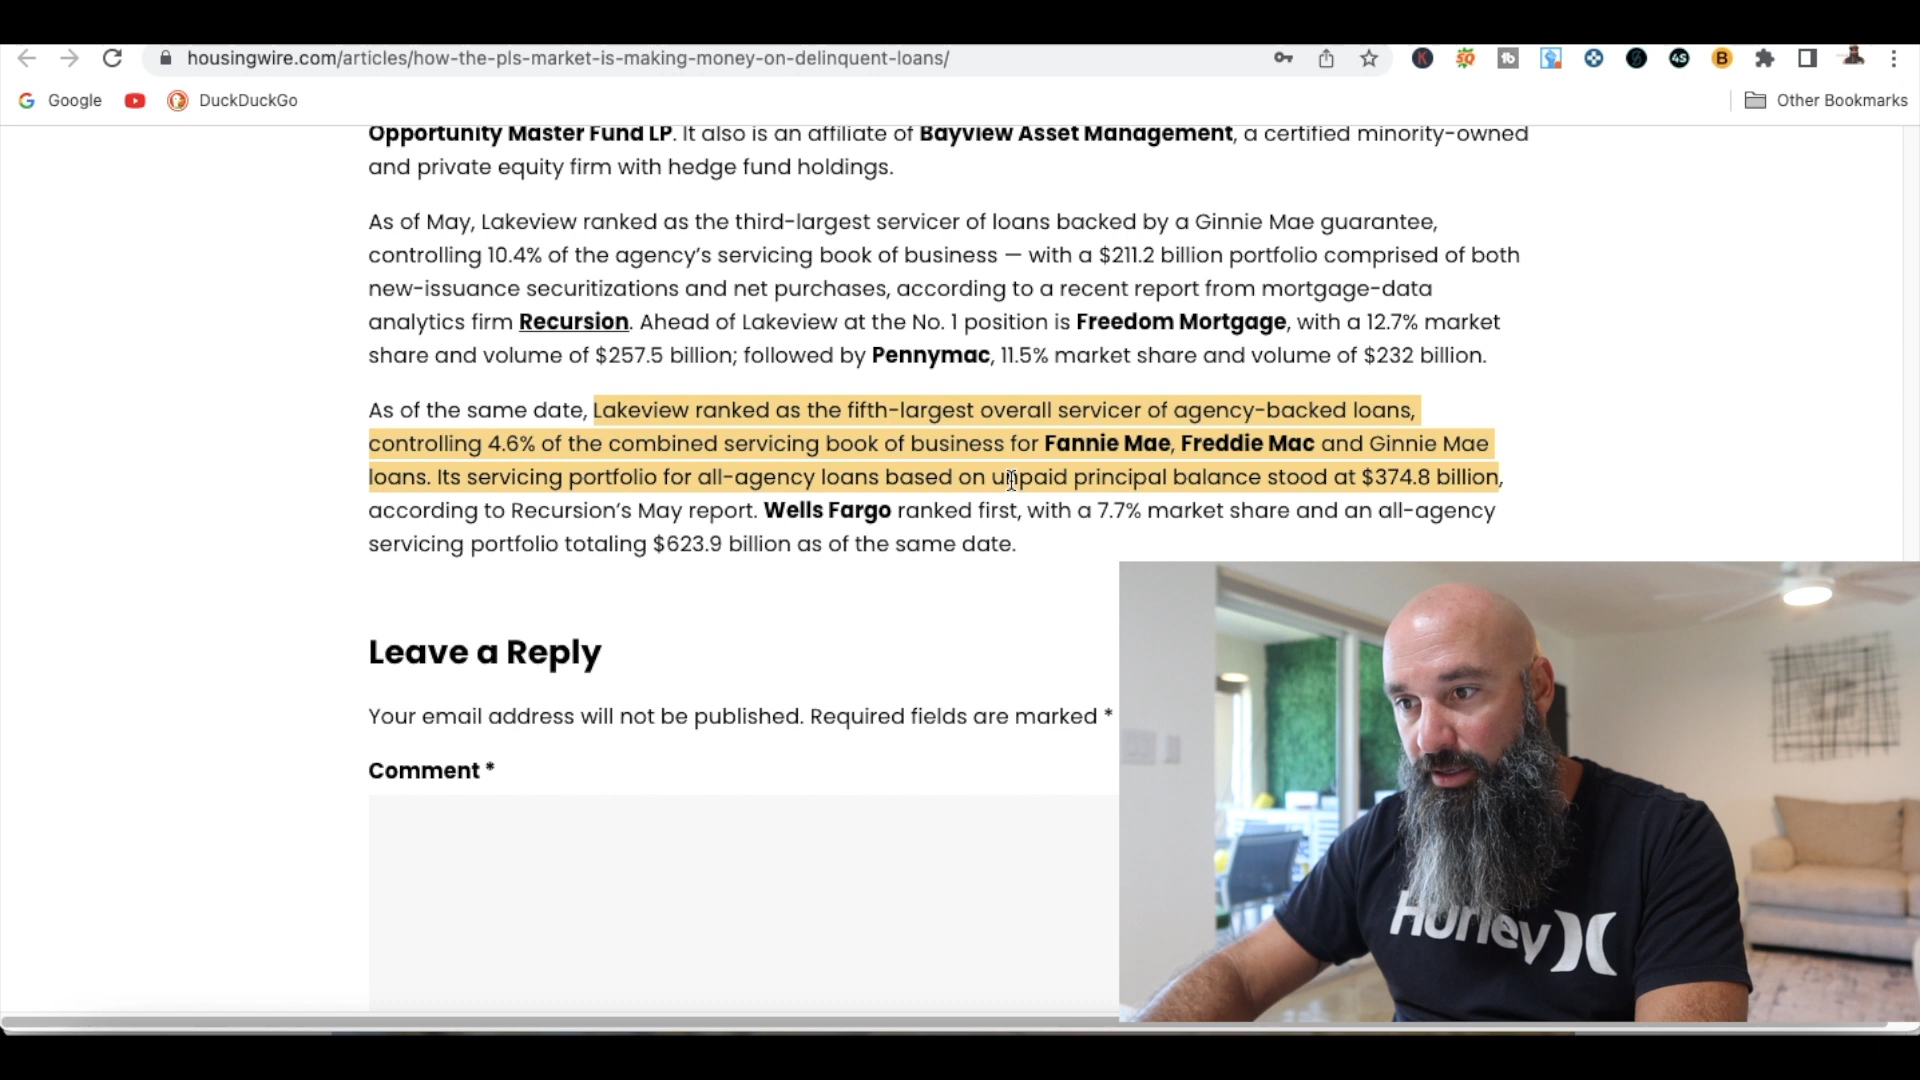 housingwire.com/articles/how-the-pls-market-is-making-money-on-delinquent-loans/
Google
DuckDuckGo
Other Bookmarks
Opportunity Master Fund LP. It also is an affiliate of Bayview Asset Management, a certified minority-owned
and private equity firm with hedge fund holdings.
As of May, Lakeview ranked as the third-largest servicer of loans backed by a Ginnie Mae guarantee,
controlling 10.4% of the agency’s servicing book of business — with a $211.2 billion portfolio comprised of both
new-issuance securitizations and net purchases, according to a recent report from mortgage-data
analytics firm Recursion. Ahead of Lakeview at the No. 1 position is Freedom Mortgage, with a 12.7% market
share and volume of $257.5 billion; followed by Pennymac, 11.5% market share and volume of $232 billion.
As of the same date, Lakeview ranked as the fifth-largest overall servicer of agency-backed loans,
controlling 4.6% of the combined servicing book of business for Fannie Mae, Freddie Mac and Ginnie Mae
loans. Its servicing portfolio for all-agency loans based on unpaid principal balance stood at $374.8 billion,
according to Recursion’s May report. Wells Fargo ranked first, with a 7.7% market share and an all-agency
servicing portfolio totaling $623.9 billion as of the same date.
Leave a Reply
Your email address will not be published. Required fields are marked *
Comment *
Hurley